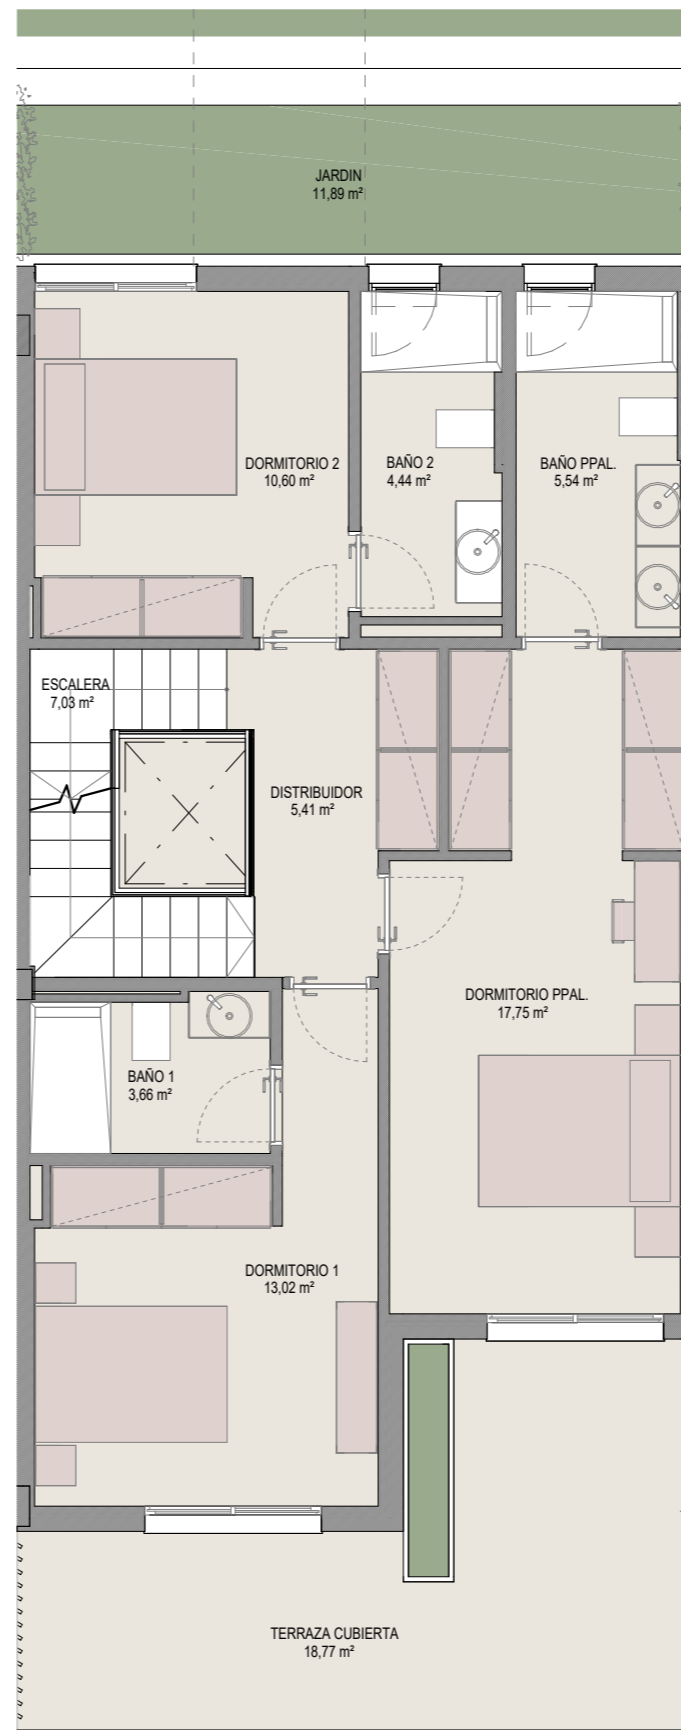 JARDIN
11,89 m²
DORMITORIO 2
10,60 m²
BAÑO 2
4,44 m²
BAÑO PPAL.
5,54 m²
ESCALERA
7,03 m²
DISTRIBUIDOR
5,41 m²
DORMITORIO PPAL.
17,75 m²
BAÑO 1
3,66 m²
DORMITORIO 1
13,02 m²
TERRAZA CUBIERTA
18,77 m²